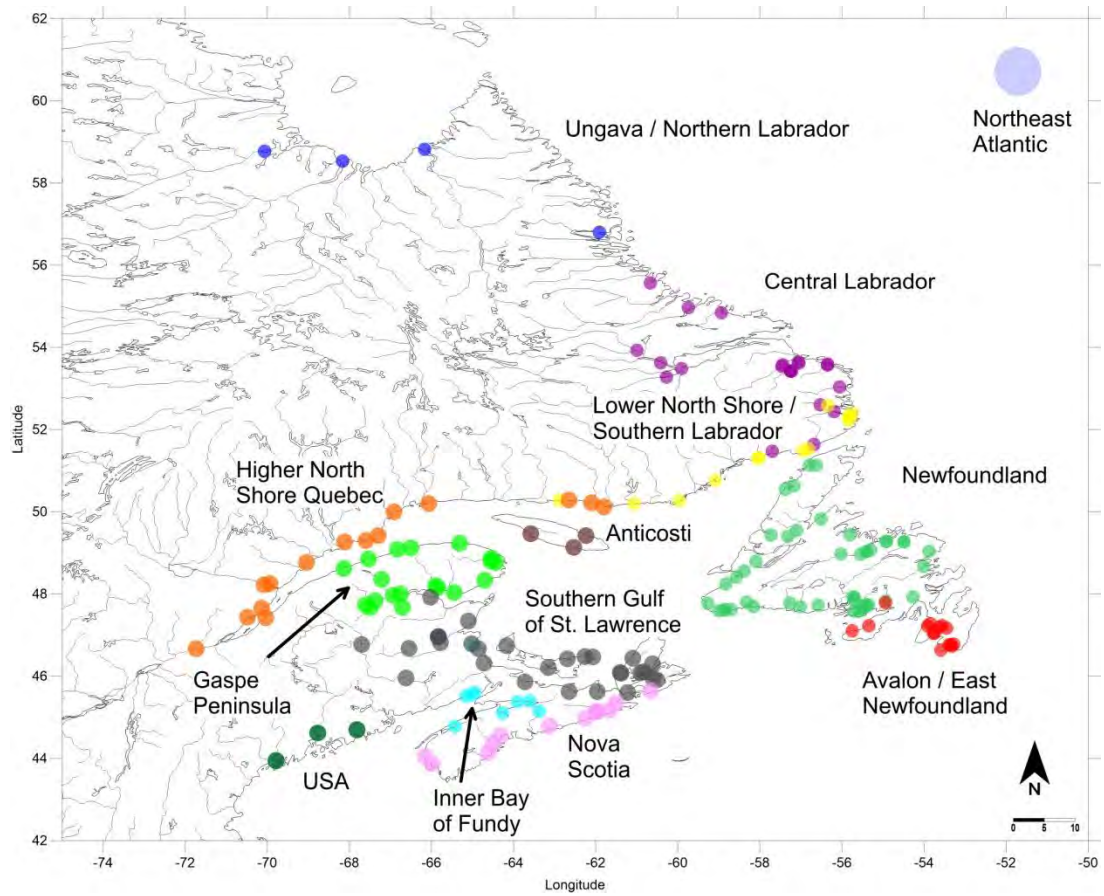 62
60
58
56
54
52
50
48
46
44
42
Latitude
Ungava / Northern Labrador
Northeast
Atlantic
Central Labrador
Lower North Shore /
Southern Labrador
Higher North
Shore Quebec
Newfoundland
Anticosti
Southern Gulf
of St. Lawrence
Gaspe
Peninsula
Avalon / East
Newfoundland
USA
Nova
Scotia
Inner Bay
of Fundy
N
0 5 10
-74 -72 -70 -68 -66 -64 -62 -60 -58 -56 -54 -52 -50
Longitude